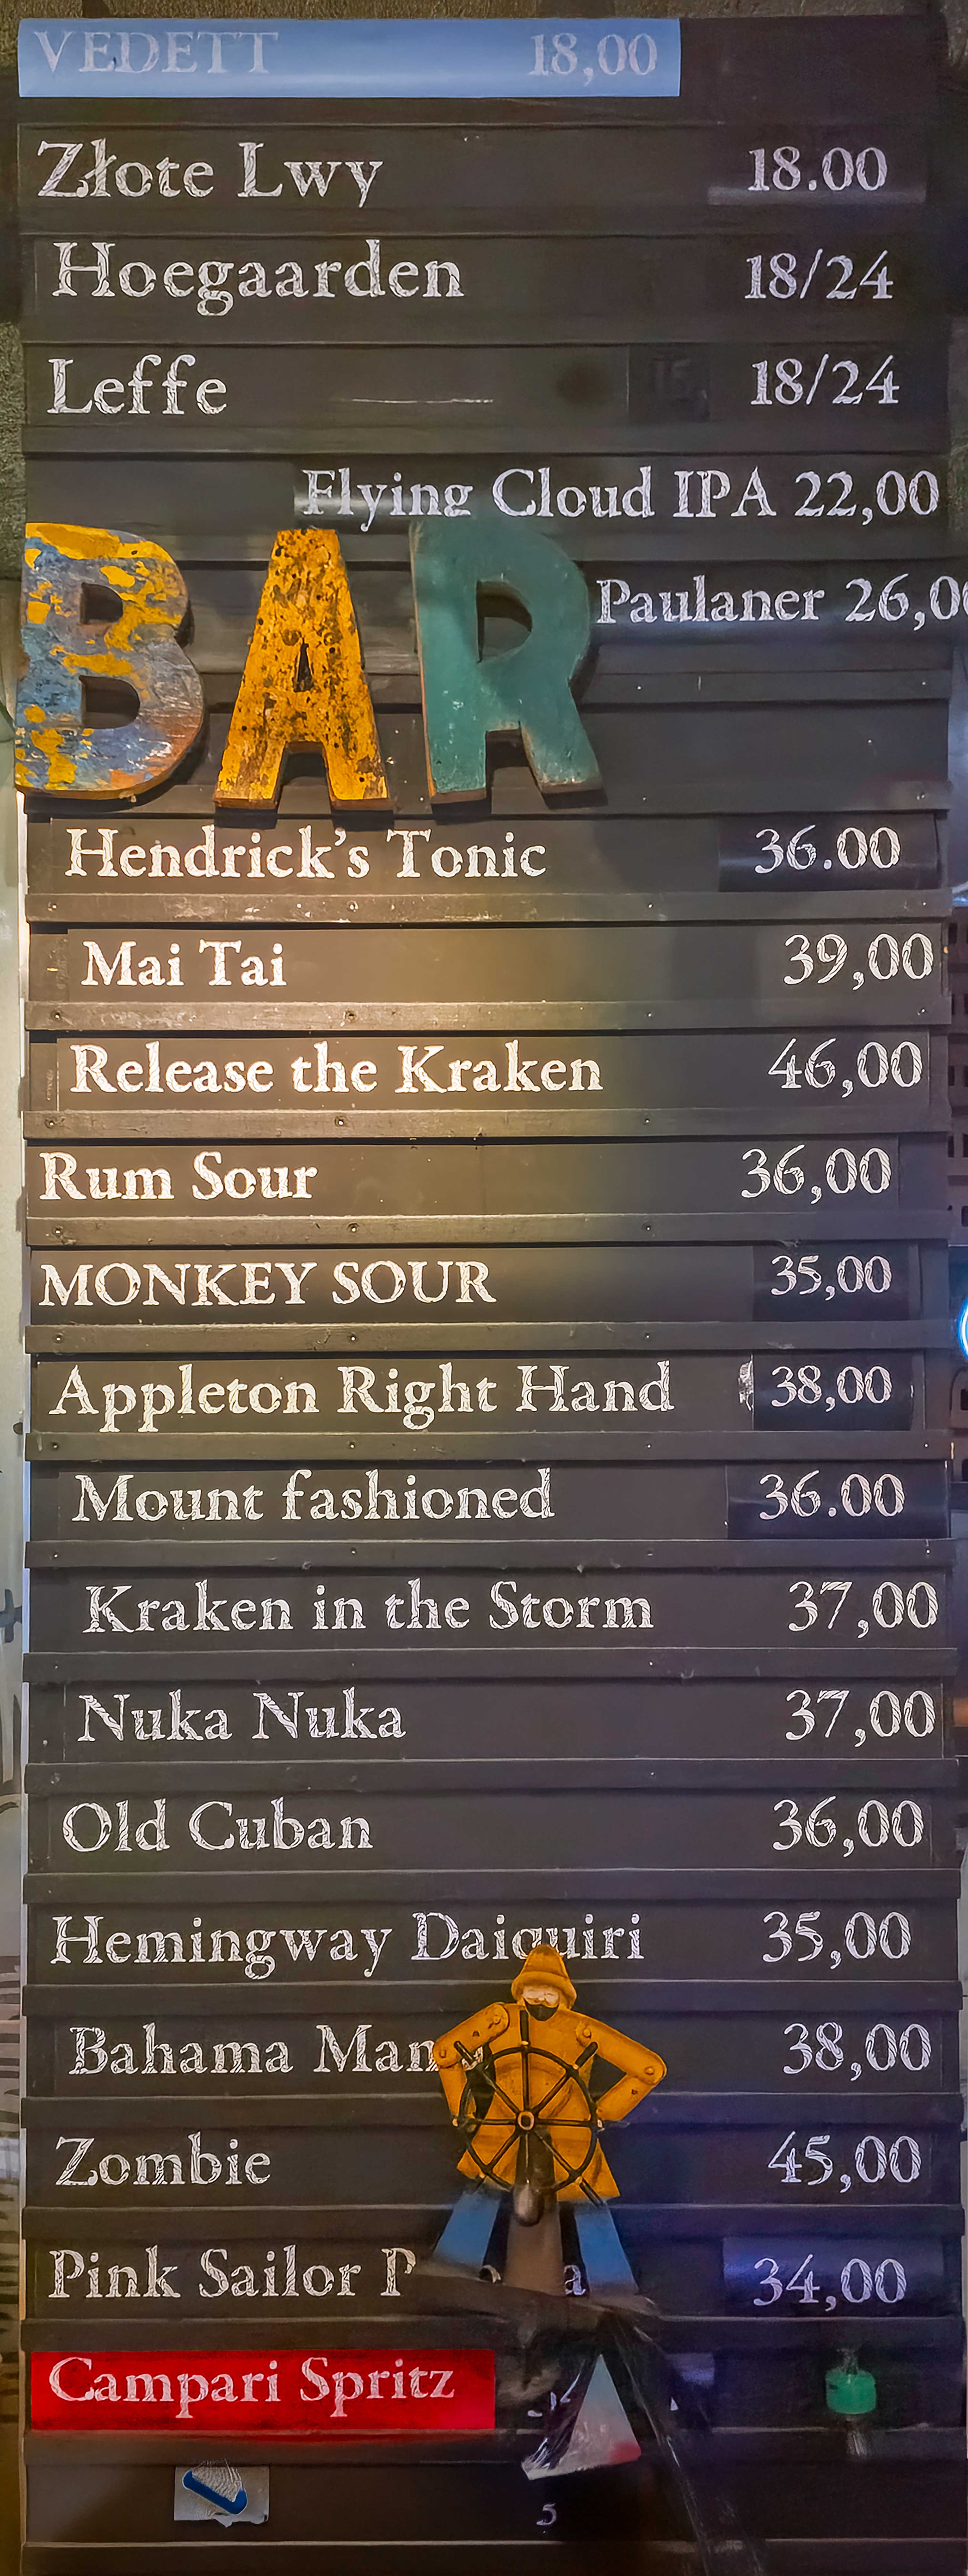 VEDETT 18,00
Złote Lwy 18.00
Hoegaarden 18/24
Leffe 18/24
Flying Cloud IPA 22,00
Paulaner 26,00
BAR
Hendrick's Tonic 36.00
Mai Tai 39,00
Release the Kraken 46,00
Rum Sour 36,00
MONKEY SOUR 35,00
Appleton Right Hand 38,00
Mount fashioned 36.00
Kraken in the Storm 37,00
Nuka Nuka 37,00
Old Cuban 36,00
Hemingway Daiquiri 35,00
Bahama Mama 38,00
Zombie 45,00
Pink Sailor 34,00
Campari Spritz
5